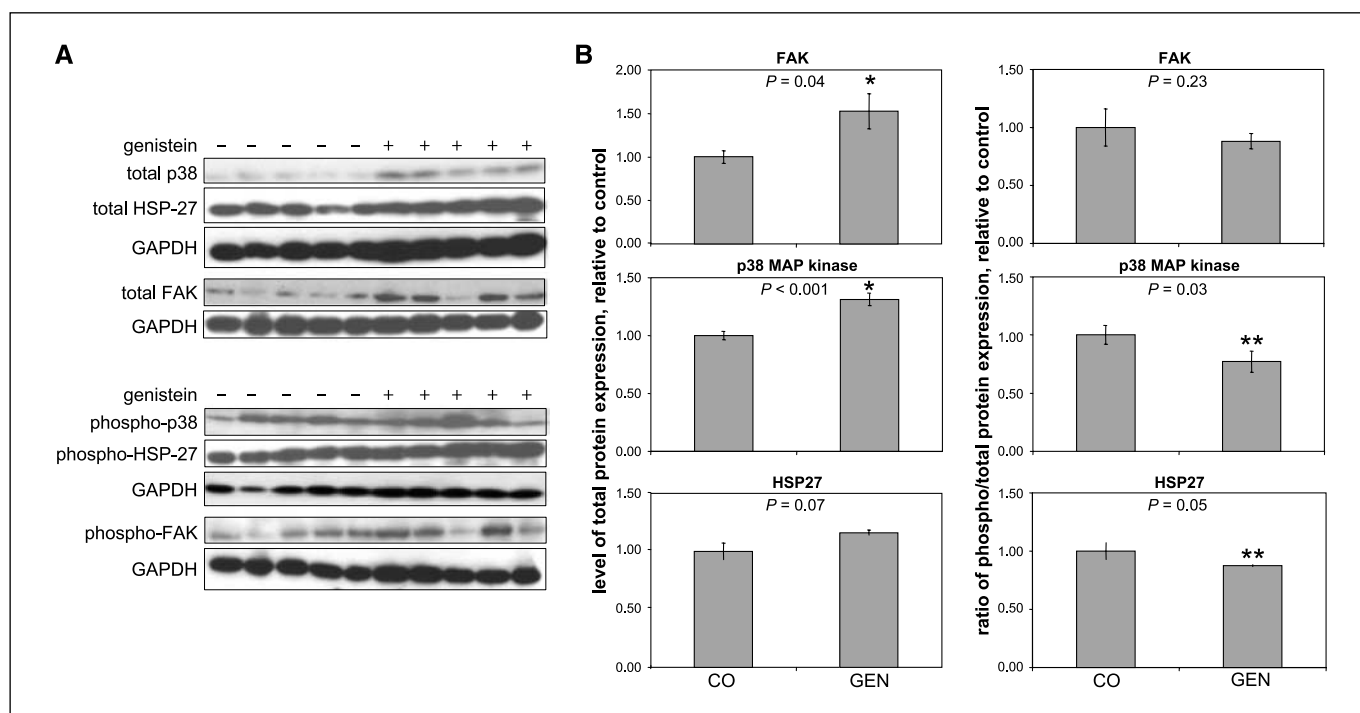 A
genistein – – – – – + + + + +
total p38
total HSP-27
GAPDH
total FAK
GAPDH
genistein – – – – – + + + + +
phospho-p38
phospho-HSP-27
GAPDH
phospho-FAK
GAPDH
B
level of total protein expression, relative to control
FAK
P = 0.04
*
2.00
1.50
1.00
0.50
0.00
p38 MAP kinase
P < 0.001
*
1.50
1.00
0.50
0.00
HSP27
P = 0.07
1.50
1.00
0.50
0.00
CO GEN
ratio of phospho/total protein expression, relative to control
FAK
P = 0.23
1.50
1.00
0.50
0.00
p38 MAP kinase
P = 0.03
**
1.50
1.00
0.50
0.00
HSP27
P = 0.05
**
1.50
1.00
0.50
0.00
CO GEN